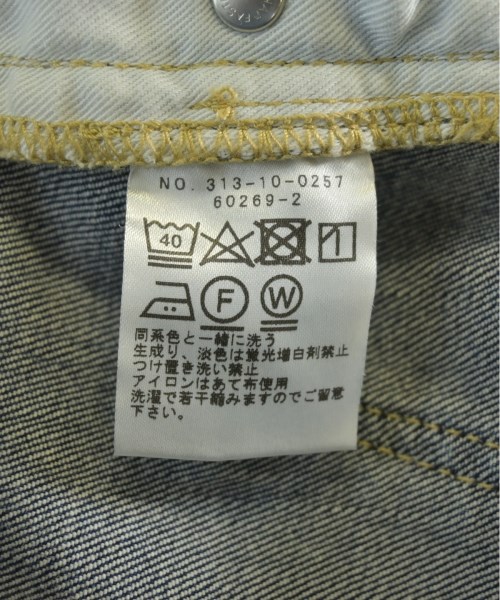 NO. 313-10-0257
60269-2
40
F W
同系色と一緒に洗う
生成り、淡色は蛍光増白剤禁止
つけ置き洗い禁止
アイロンはあて布使用
洗濯で若干縮みますのでご留意
下さい。